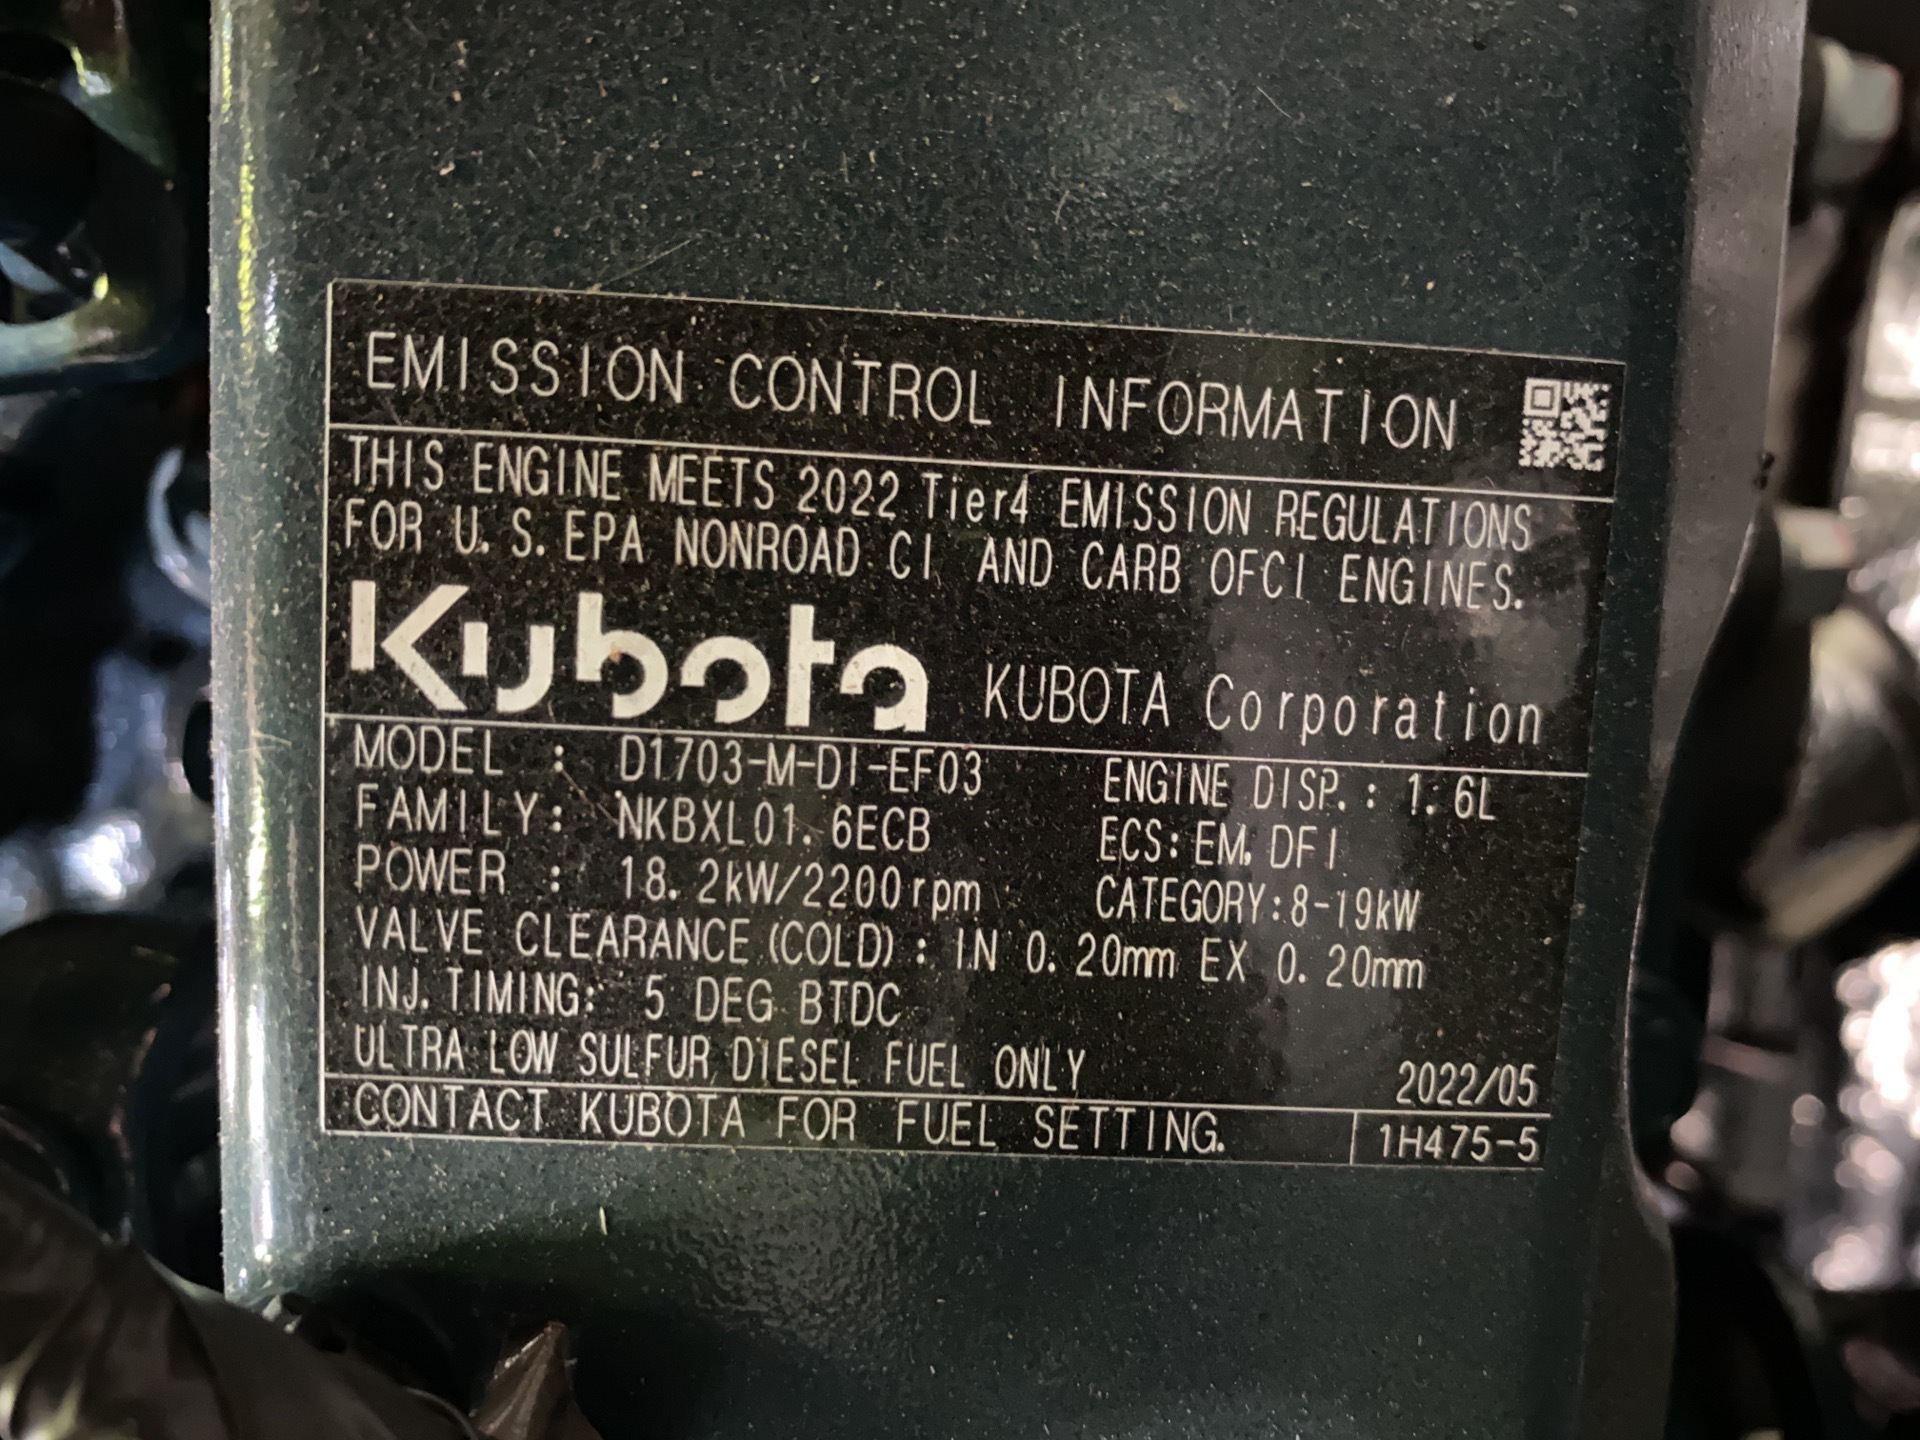 EMISSION CONTROL INFORMATION
THIS ENGINE MEETS 2022 Tier4 EMISSION REGULATIONS
FOR U.S.EPA NONROAD CI AND CARB OFCI ENGINES.
Kubota KUBOTA Corporation
MODEL : D1703-M-DI-EF03 ENGINE DISP.: 1.6L
FAMILY: NKBXL01.6ECB ECS: EM, DFI
POWER : 18.2kW/2200rpm CATEGORY:8-19kW
VALVE CLEARANCE (COLD) : IN 0.20mm EX 0.20mm
INJ.TIMING: 5 DEG BTDC
ULTRA LOW SULFUR DIESEL FUEL ONLY 2022/05
CONTACT KUBOTA FOR FUEL SETTING. 1H475-5